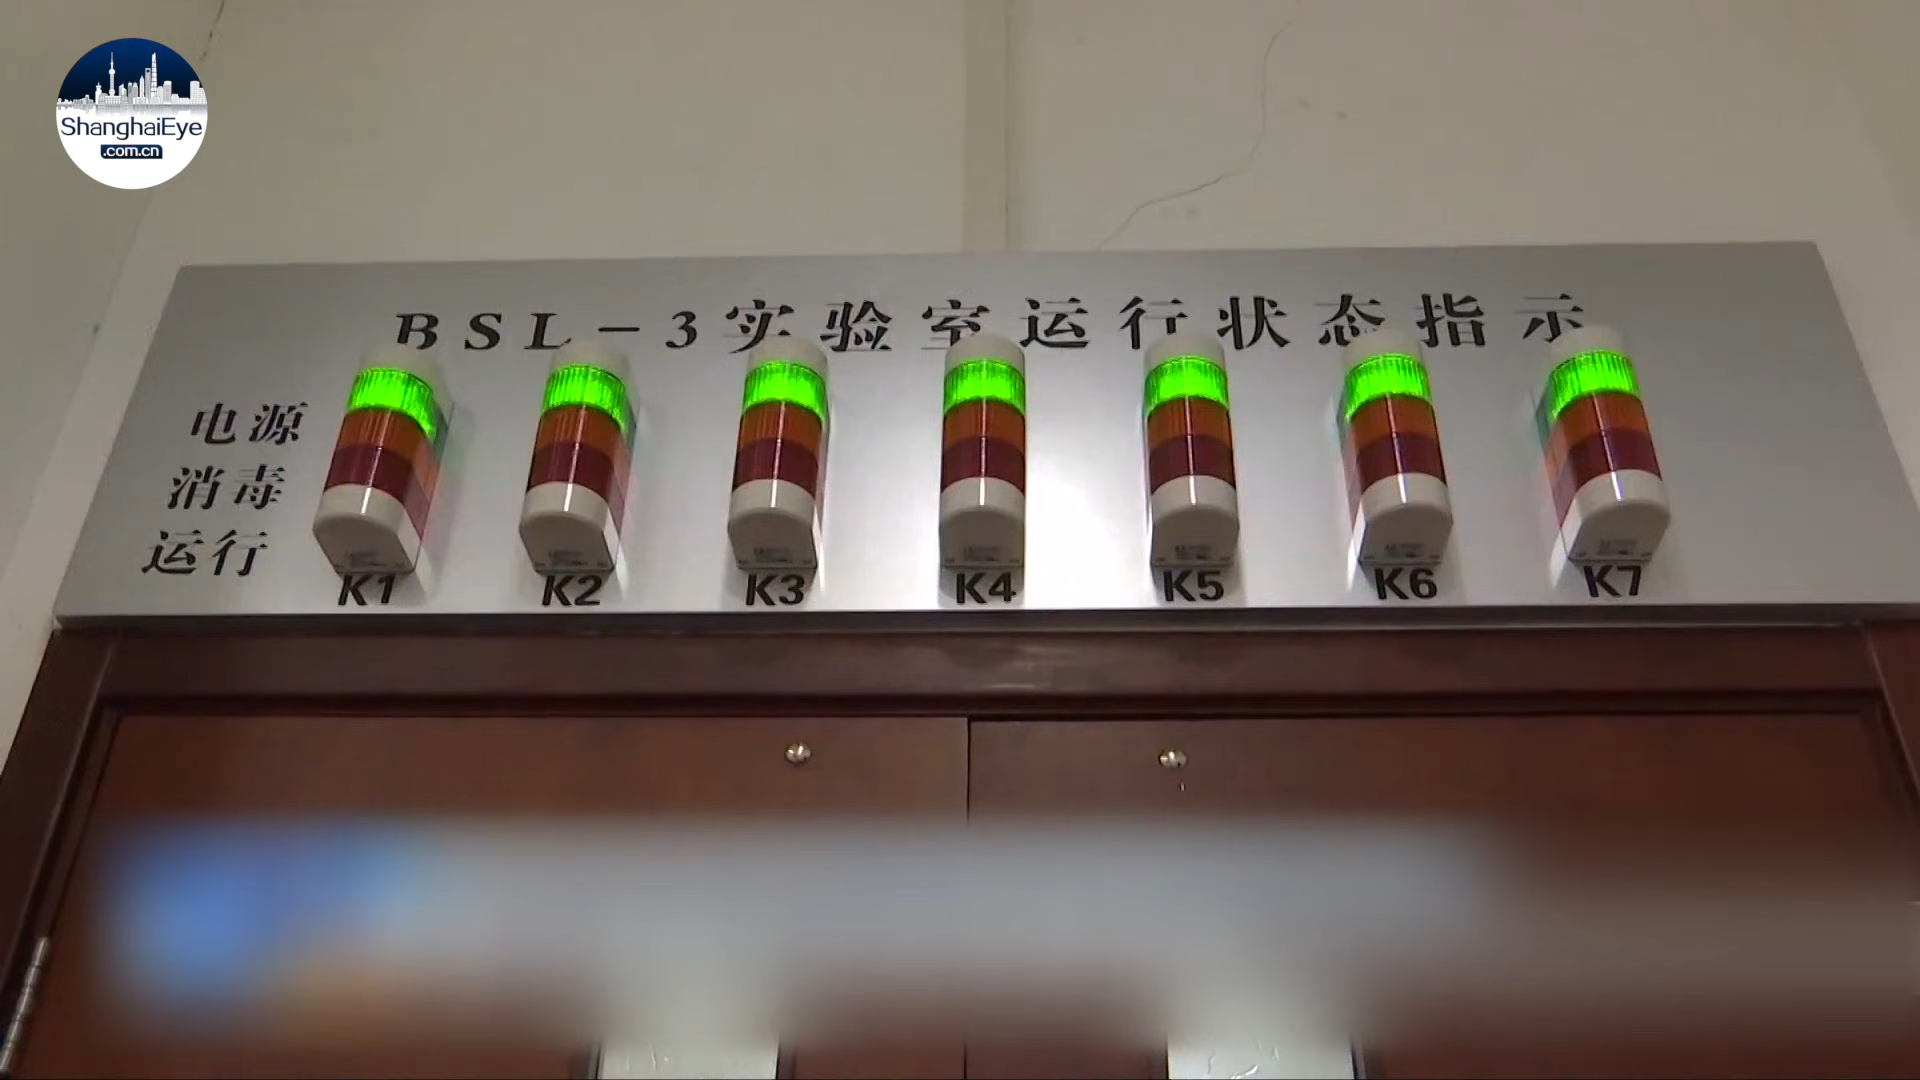 ShanghaiEye
.com.cn
BSL-3实验室运行状态指示
电源
消毒
运行
K1 K2 K3 K4 K5 K6 K7